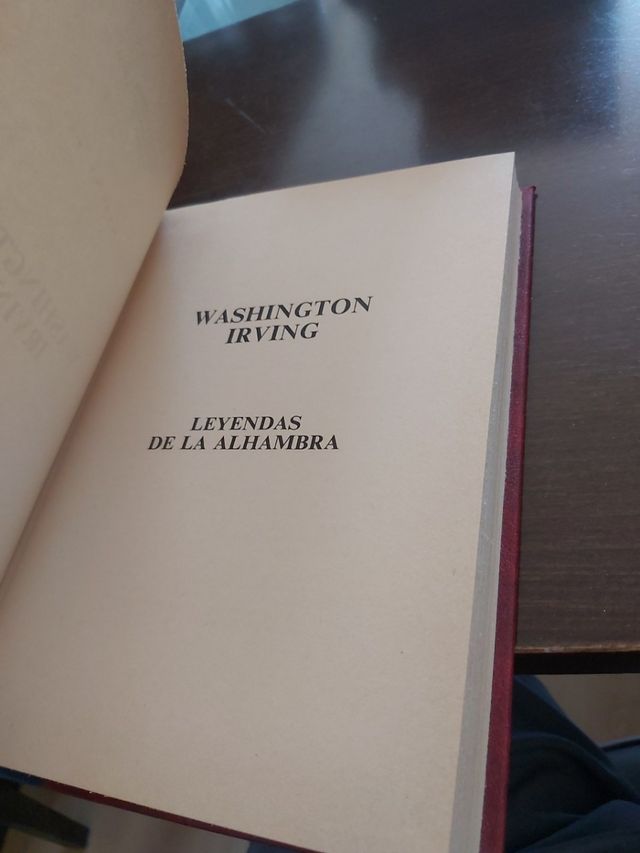 WASHINGTON
IRVING
LEYENDAS
DE LA ALHAMBRA